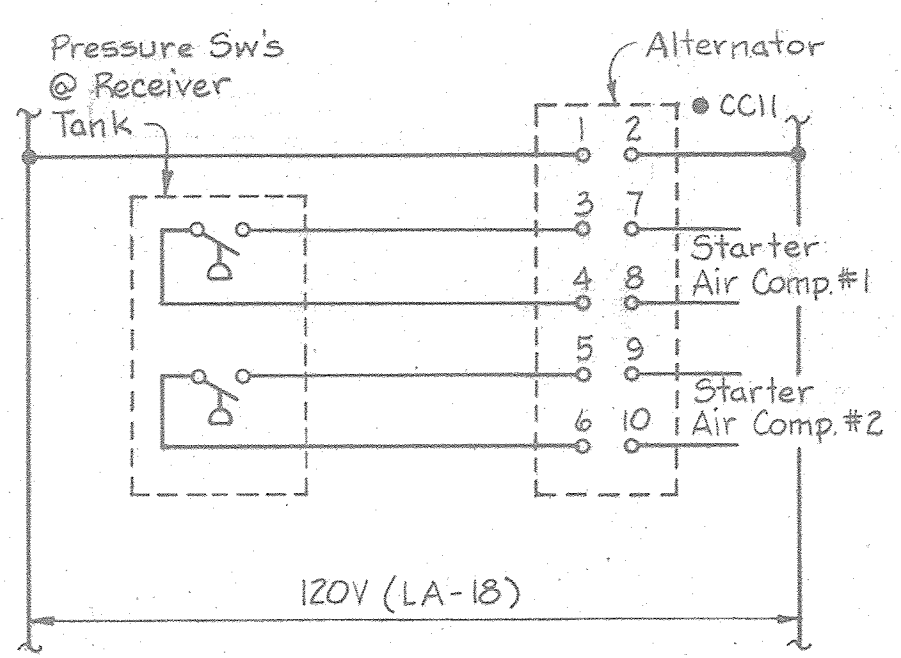 Pressure Sw's
@ Receiver
Tank
Alternator
CC11
1 2
3 7
Starter
4 8
Air Comp. #1
5 9
Starter
6 10
Air Comp. #2
120V (LA-18)